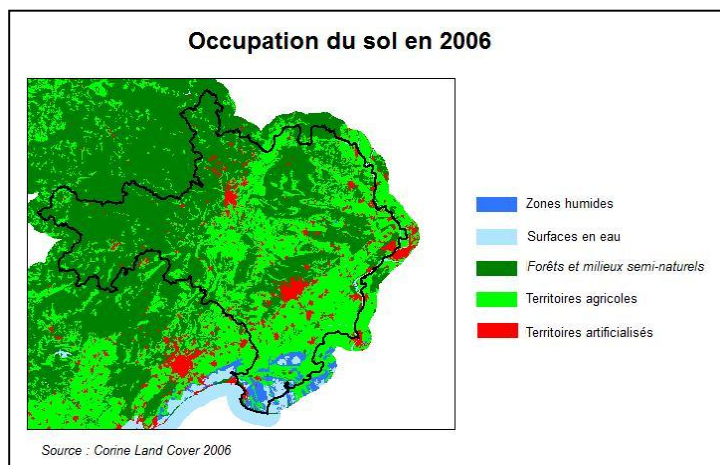 Occupation du sol en 2006
Zones humides
Surfaces en eau
Forêts et milieux semi-naturels
Territoires agricoles
Territoires artificialisés
Source : Corine Land Cover 2006